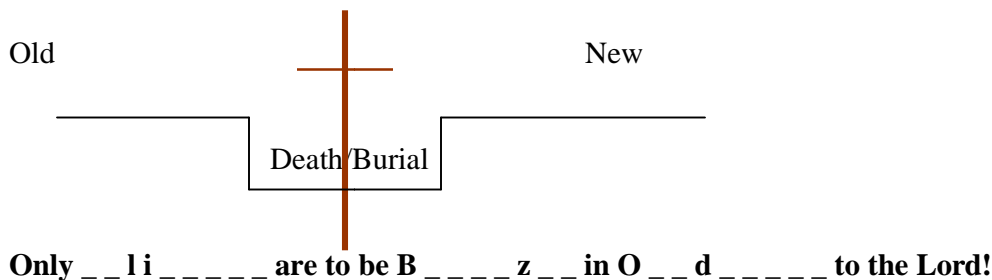 Old New
Death/Burial
Only _ _ l i _ _ _ _ _ are to be B _ _ _ _ z _ _ in O _ _ d _ _ _ _ _ to the Lord!